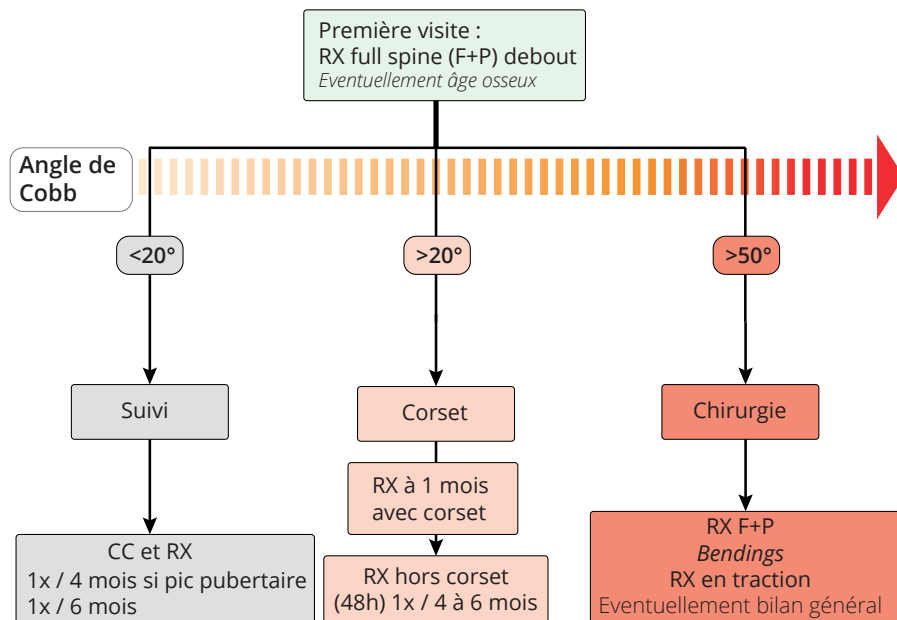 Première visite :
RX full spine (F+P) debout
Eventuellement âge osseux
Angle de
Cobb
<20°
>20°
>50°
Suivi
Corset
Chirurgie
RX à 1 mois
avec corset
CC et RX
1x / 4 mois si pic pubertaire
1x / 6 mois
RX hors corset
(48h) 1x / 4 à 6 mois
RX F+P
Bendings
RX en traction
Eventuellement bilan général